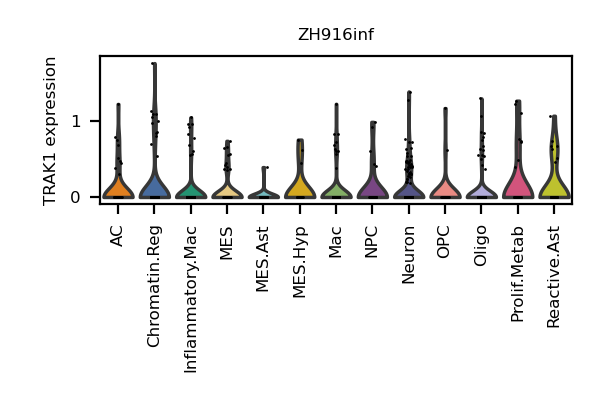 ZH916inf
TRAK1 expression
1
0
AC
Chromatin.Reg
Inflammatory.Mac
MES
MES.Ast
MES.Hyp
Mac
NPC
Neuron
OPC
Oligo
Prolif.Metab
Reactive.Ast